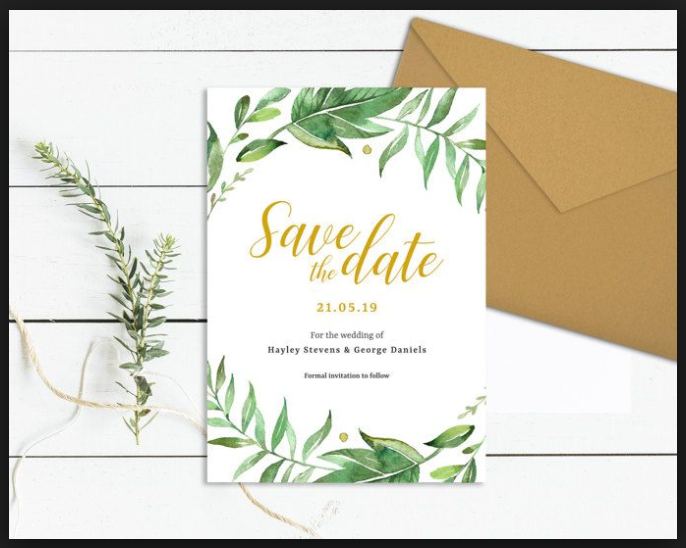 Save
the date
21.05.19
For the wedding of
Hayley Stevens & George Daniels
Formal invitation to follow